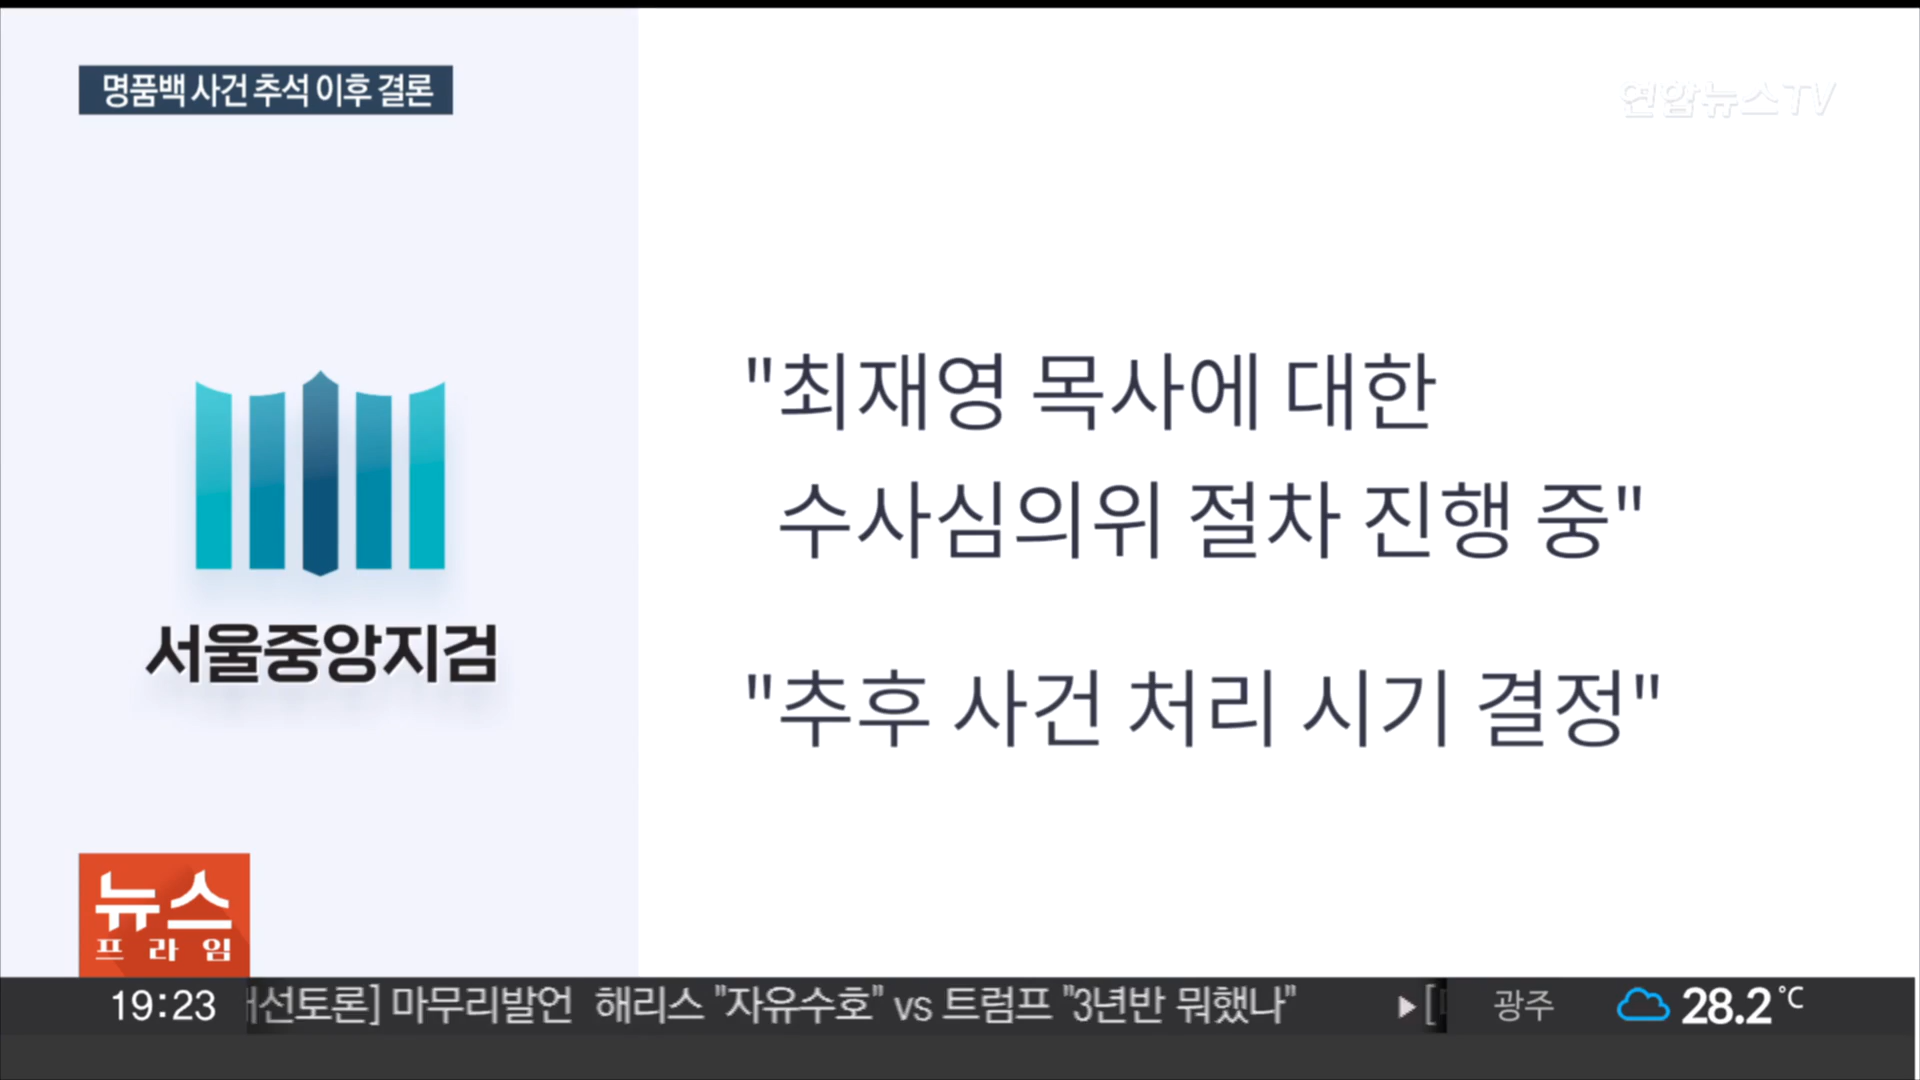 명품백 사건 추석 이후 결론
연합뉴스TV
"최재영 목사에 대한
수사심의위 절차 진행 중"
"추후 사건 처리 시기 결정"
서울중앙지검
뉴스
프라임
19:23 선토론] 마무리발언 해리스 "자유수호" vs 트럼프 "3년반 뭐했나" ▶[ 광주 28.2℃